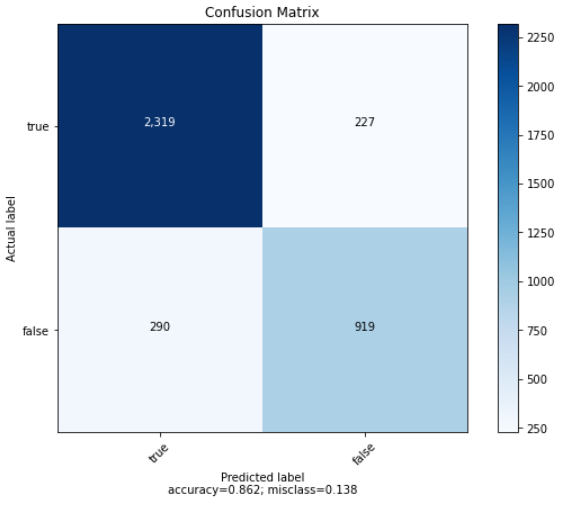 Confusion Matrix
true
2,319
227
false
290
919
true
false
Actual label
Predicted label
accuracy=0.862; misclass=0.138
2250
2000
1750
1500
1250
1000
750
500
250